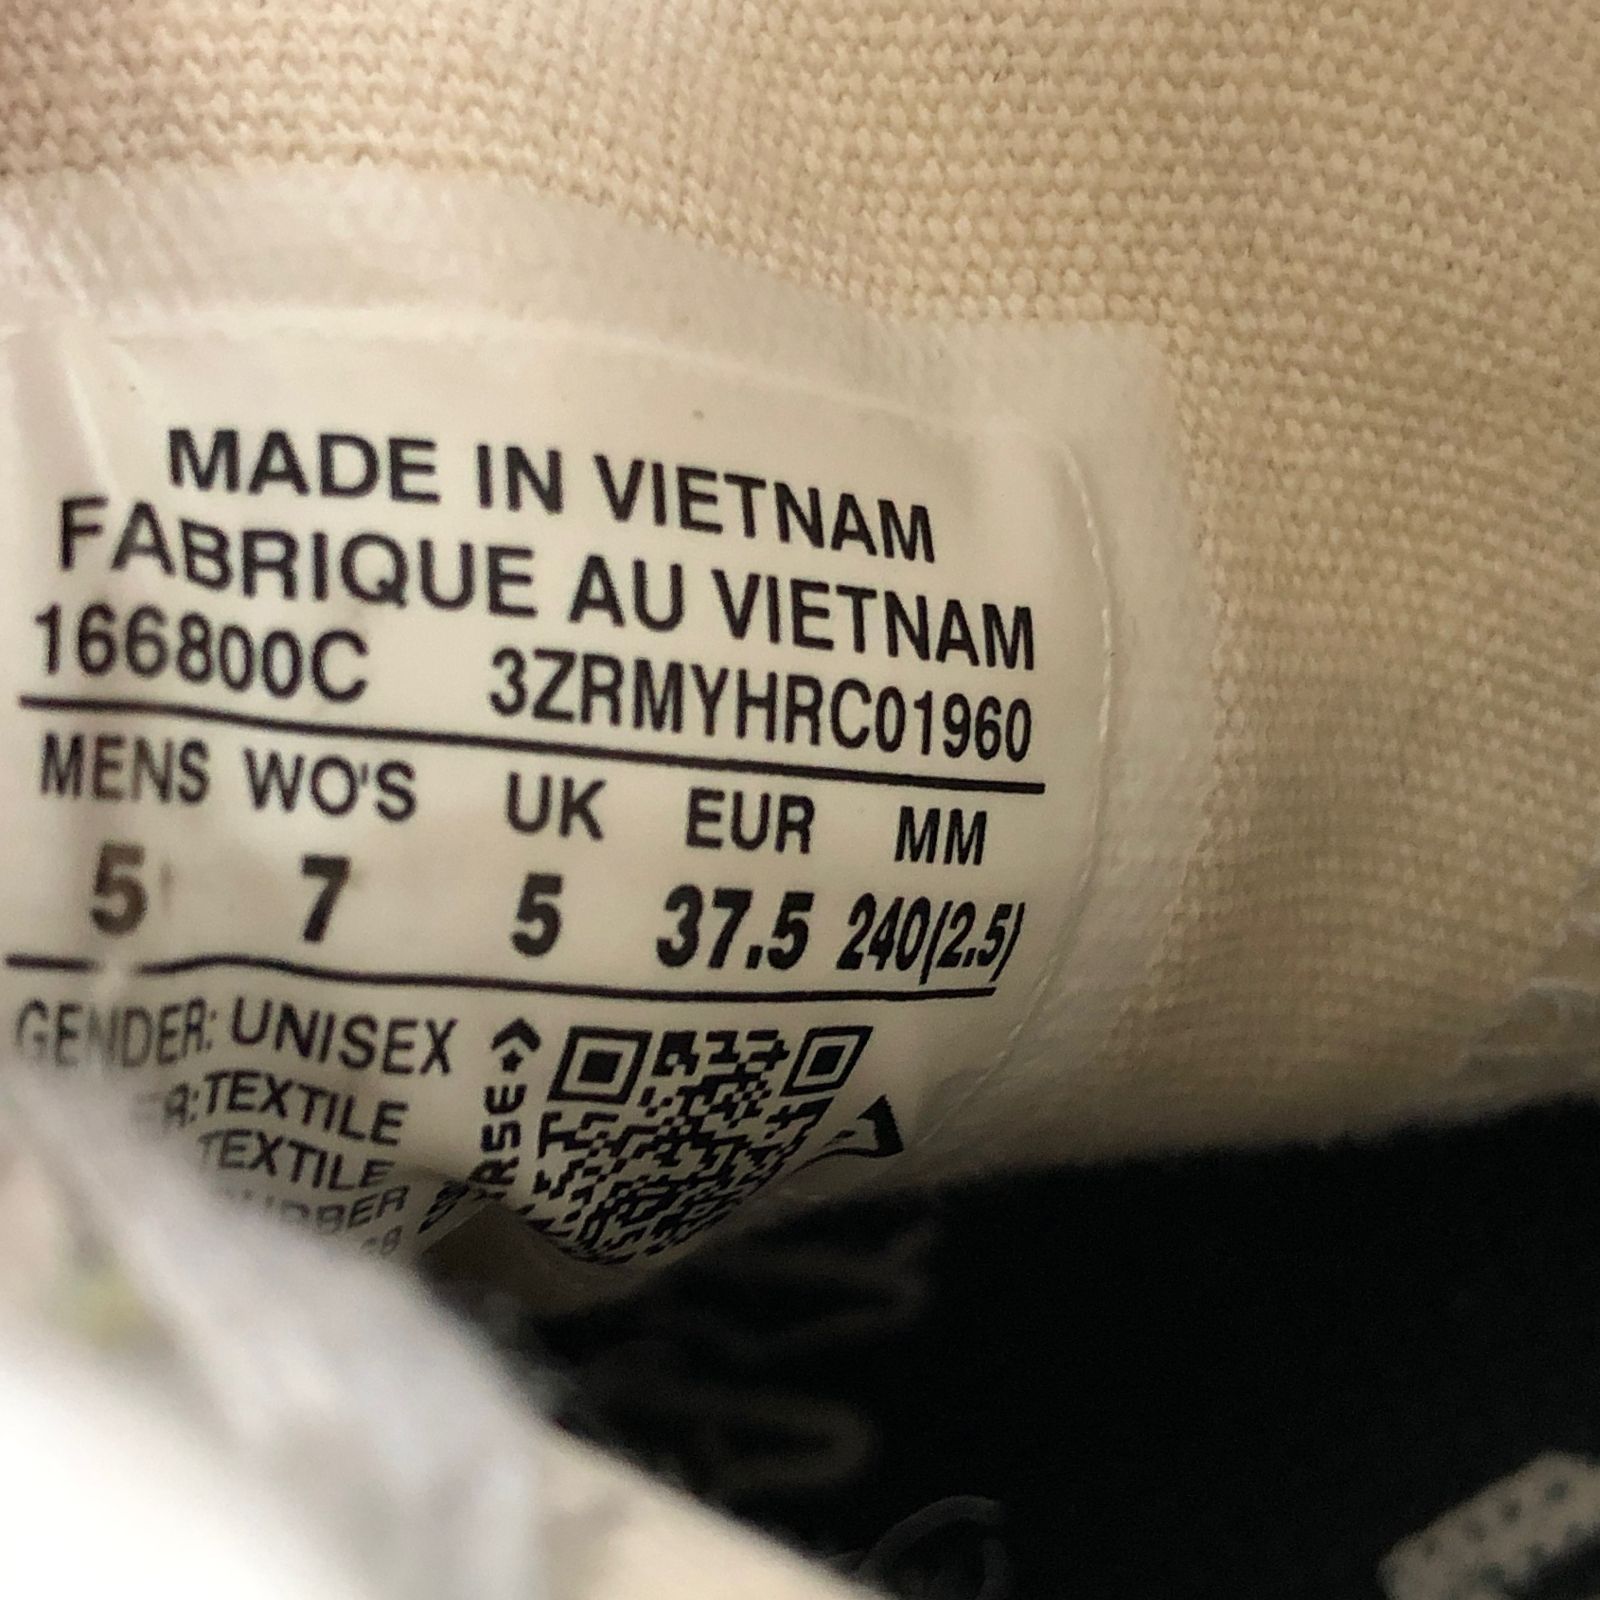 MADE IN VIETNAM
FABRIQUE AU VIETNAM
166800C 3ZRMYHRC01960
MENS WO'S UK EUR MM
5 7 5 37.5 240(2.5)
GENDER: UNISEX
TEXTILE
TEXTILE